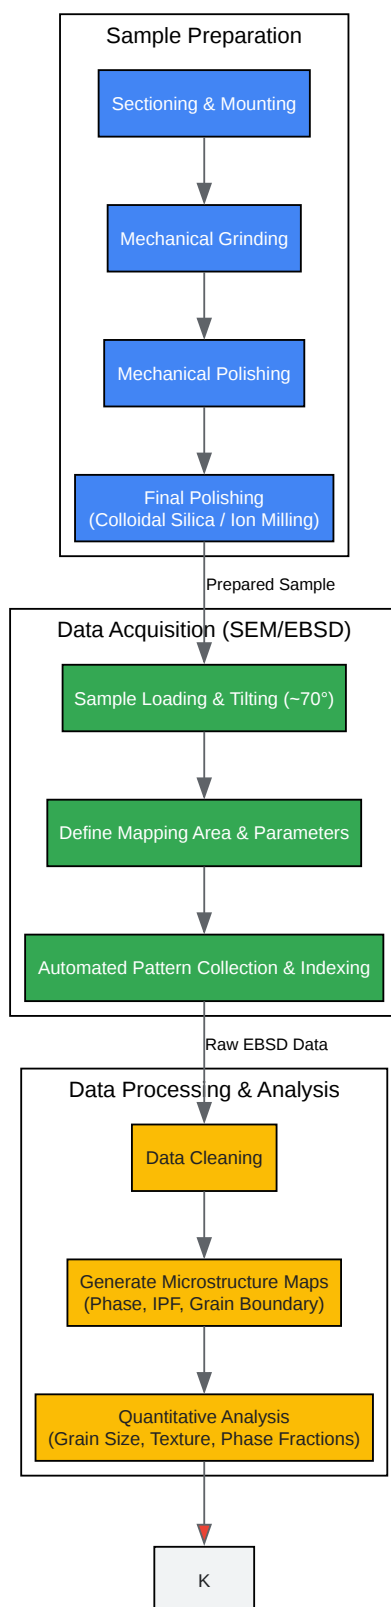 Sample Preparation
Sectioning & Mounting
Mechanical Grinding
Mechanical Polishing
Final Polishing
(Colloidal Silica / Ion Milling)
Prepared Sample
Data Acquisition (SEM/EBSD)
Sample Loading & Tilting (~70°)
Define Mapping Area & Parameters
Automated Pattern Collection & Indexing
Raw EBSD Data
Data Processing & Analysis
Data Cleaning
Generate Microstructure Maps
(Phase, IPF, Grain Boundary)
Quantitative Analysis
(Grain Size, Texture, Phase Fractions)
K